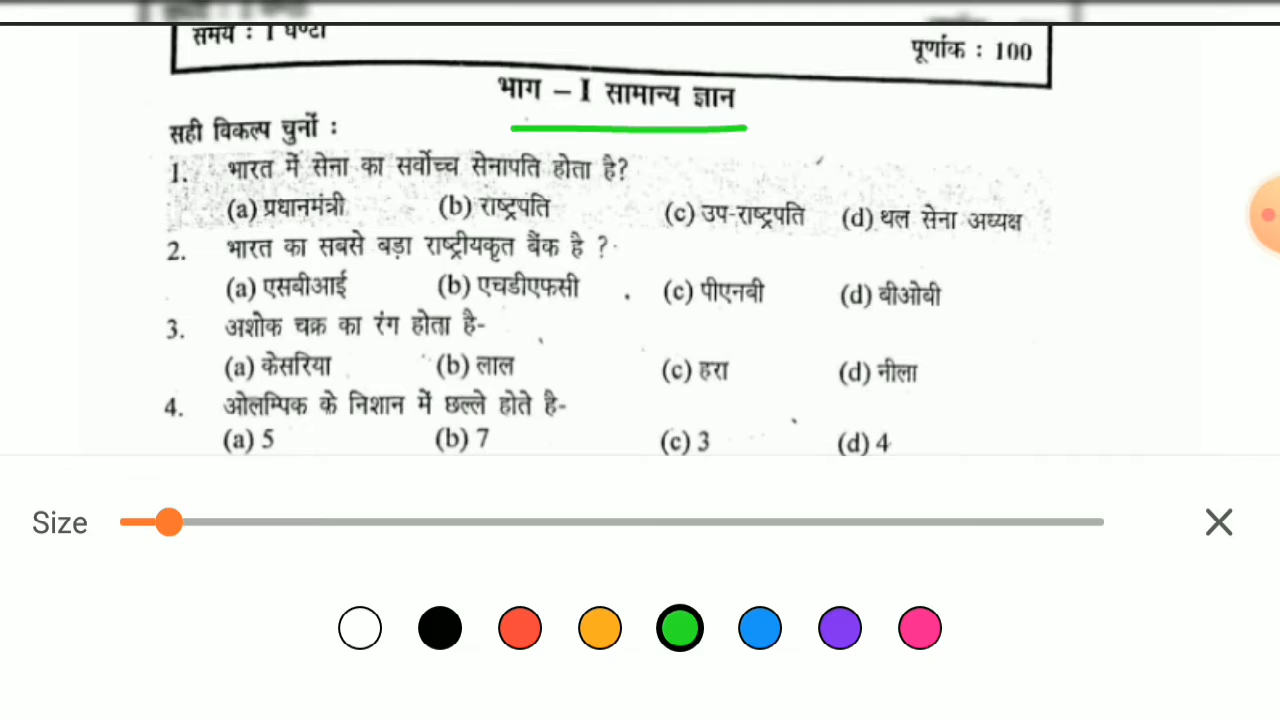 समय : 1 घण्टा
पूर्णांक : 100
भाग – I सामान्य ज्ञान
सही विकल्प चुनों :
1. भारत में सेना का सर्वोच्च सेनापति होता है?
(a) प्रधानमंत्री (b) राष्ट्रपति (c) उप-राष्ट्रपति (d) थल सेना अध्यक्ष
2. भारत का सबसे बड़ा राष्ट्रीयकृत बैंक है ?
(a) एसबीआई (b) एचडीएफसी (c) पीएनबी (d) बीओबी
3. अशोक चक्र का रंग होता है-
(a) केसरिया (b) लाल (c) हरा (d) नीला
4. ओलम्पिक के निशान में छल्ले होते है-
(a) 5 (b) 7 (c) 3 (d) 4
Size